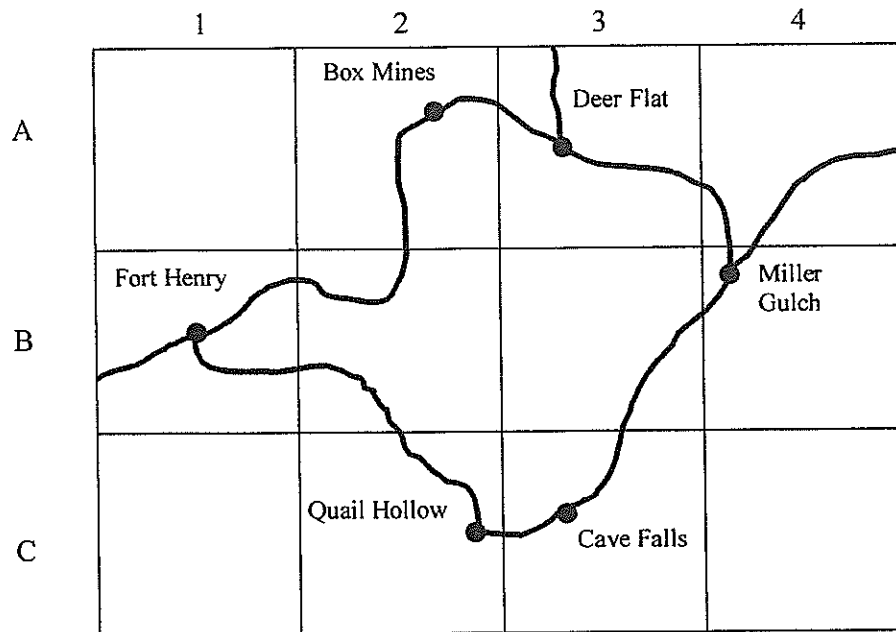 1 2 3 4
Box Mines
Deer Flat
A
Fort Henry
Miller
Gulch
B
Quail Hollow
Cave Falls
C